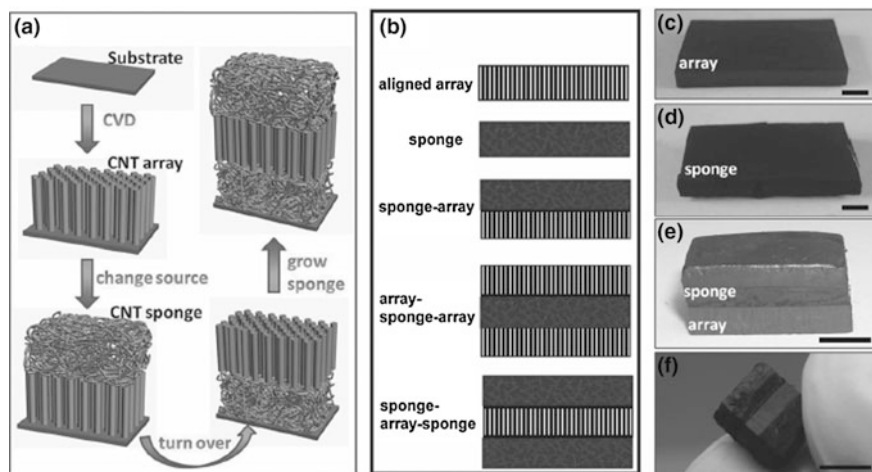 (a)
Substrate
CVD
CNT array
change source
CNT sponge
turn over
grow
sponge
(b)
aligned array
sponge
sponge-array
array-
sponge-array
sponge-
array-sponge
(c)
array
(d)
sponge
(e)
sponge
array
(f)